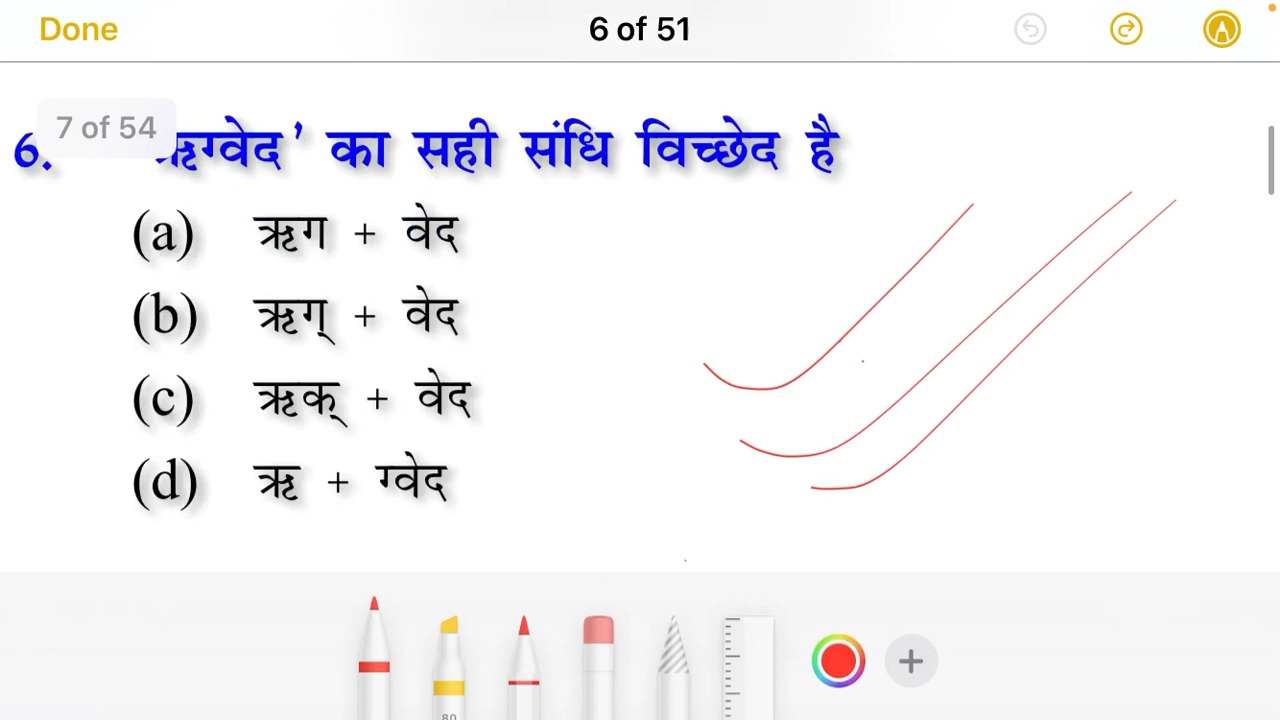 Done 6 of 51
7 of 54
6. ऋग्वेद' का सही संधि विच्छेद है
(a) ऋग + वेद
(b) ऋग् + वेद
(c) ऋक् + वेद
(d) ऋ + ग्वेद
80